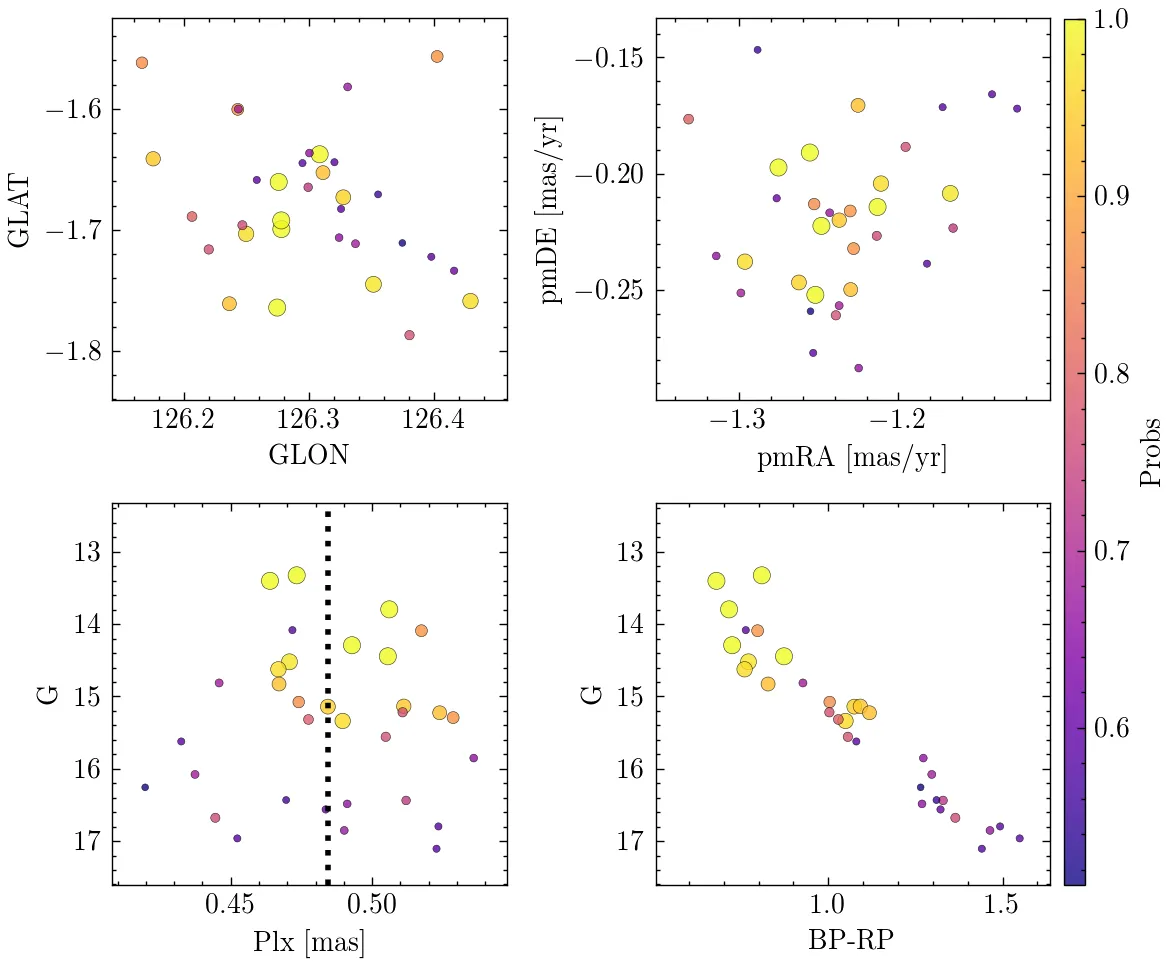 −1.6
−1.7
−1.8
GLAT
126.2 126.3 126.4
GLON
−0.15
−0.20
−0.25
pmDE [mas/yr]
−1.3 −1.2
pmRA [mas/yr]
1.0
0.9
0.8
0.7
0.6
Probs
13
14
15
16
17
G
0.45 0.50
Plx [mas]
13
14
15
16
17
G
1.0 1.5
BP-RP